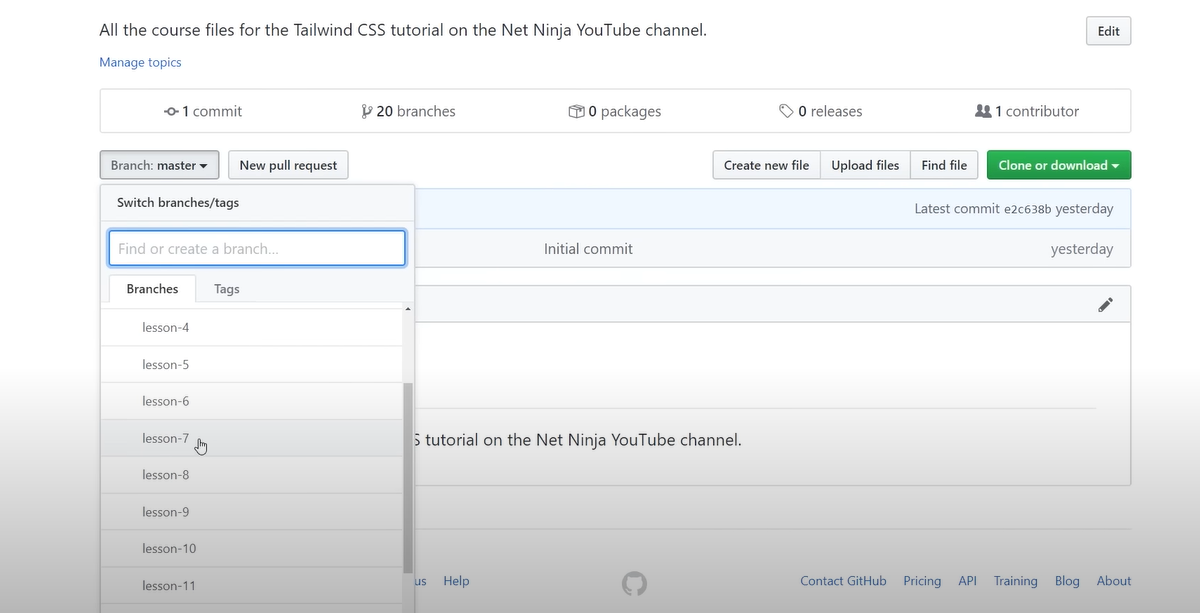 All the course files for the Tailwind CSS tutorial on the Net Ninja YouTube channel.
Edit
Manage topics
1 commit
20 branches
0 packages
0 releases
1 contributor
Branch: master
New pull request
Create new file
Upload files
Find file
Clone or download
Switch branches/tags
Latest commit e2c638b yesterday
Find or create a branch...
Initial commit
yesterday
Branches
Tags
lesson-4
lesson-5
lesson-6
lesson-7
S tutorial on the Net Ninja YouTube channel.
lesson-8
lesson-9
lesson-10
lesson-11
us
Help
Contact GitHub
Pricing
API
Training
Blog
About